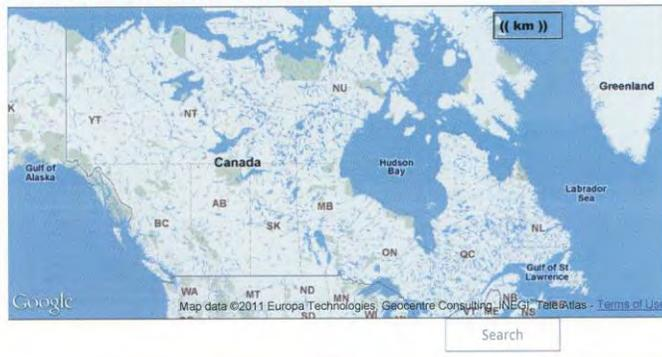 (( km ))
Greenland
NU
K
YT
NT
Canada
Gulf of
Alaska
Hudson
Bay
Labrador
Sea
AB
MB
BC
SK
NL
ON
QC
Gulf of St
Lawrence
WA
MT
ND
MN
NB
Google
Map data ©2011 Europa Technologies, Geocentre Consulting, INEGI, Tele Atlas - Terms of Use
SD
WI
VT
ME
NS
Search